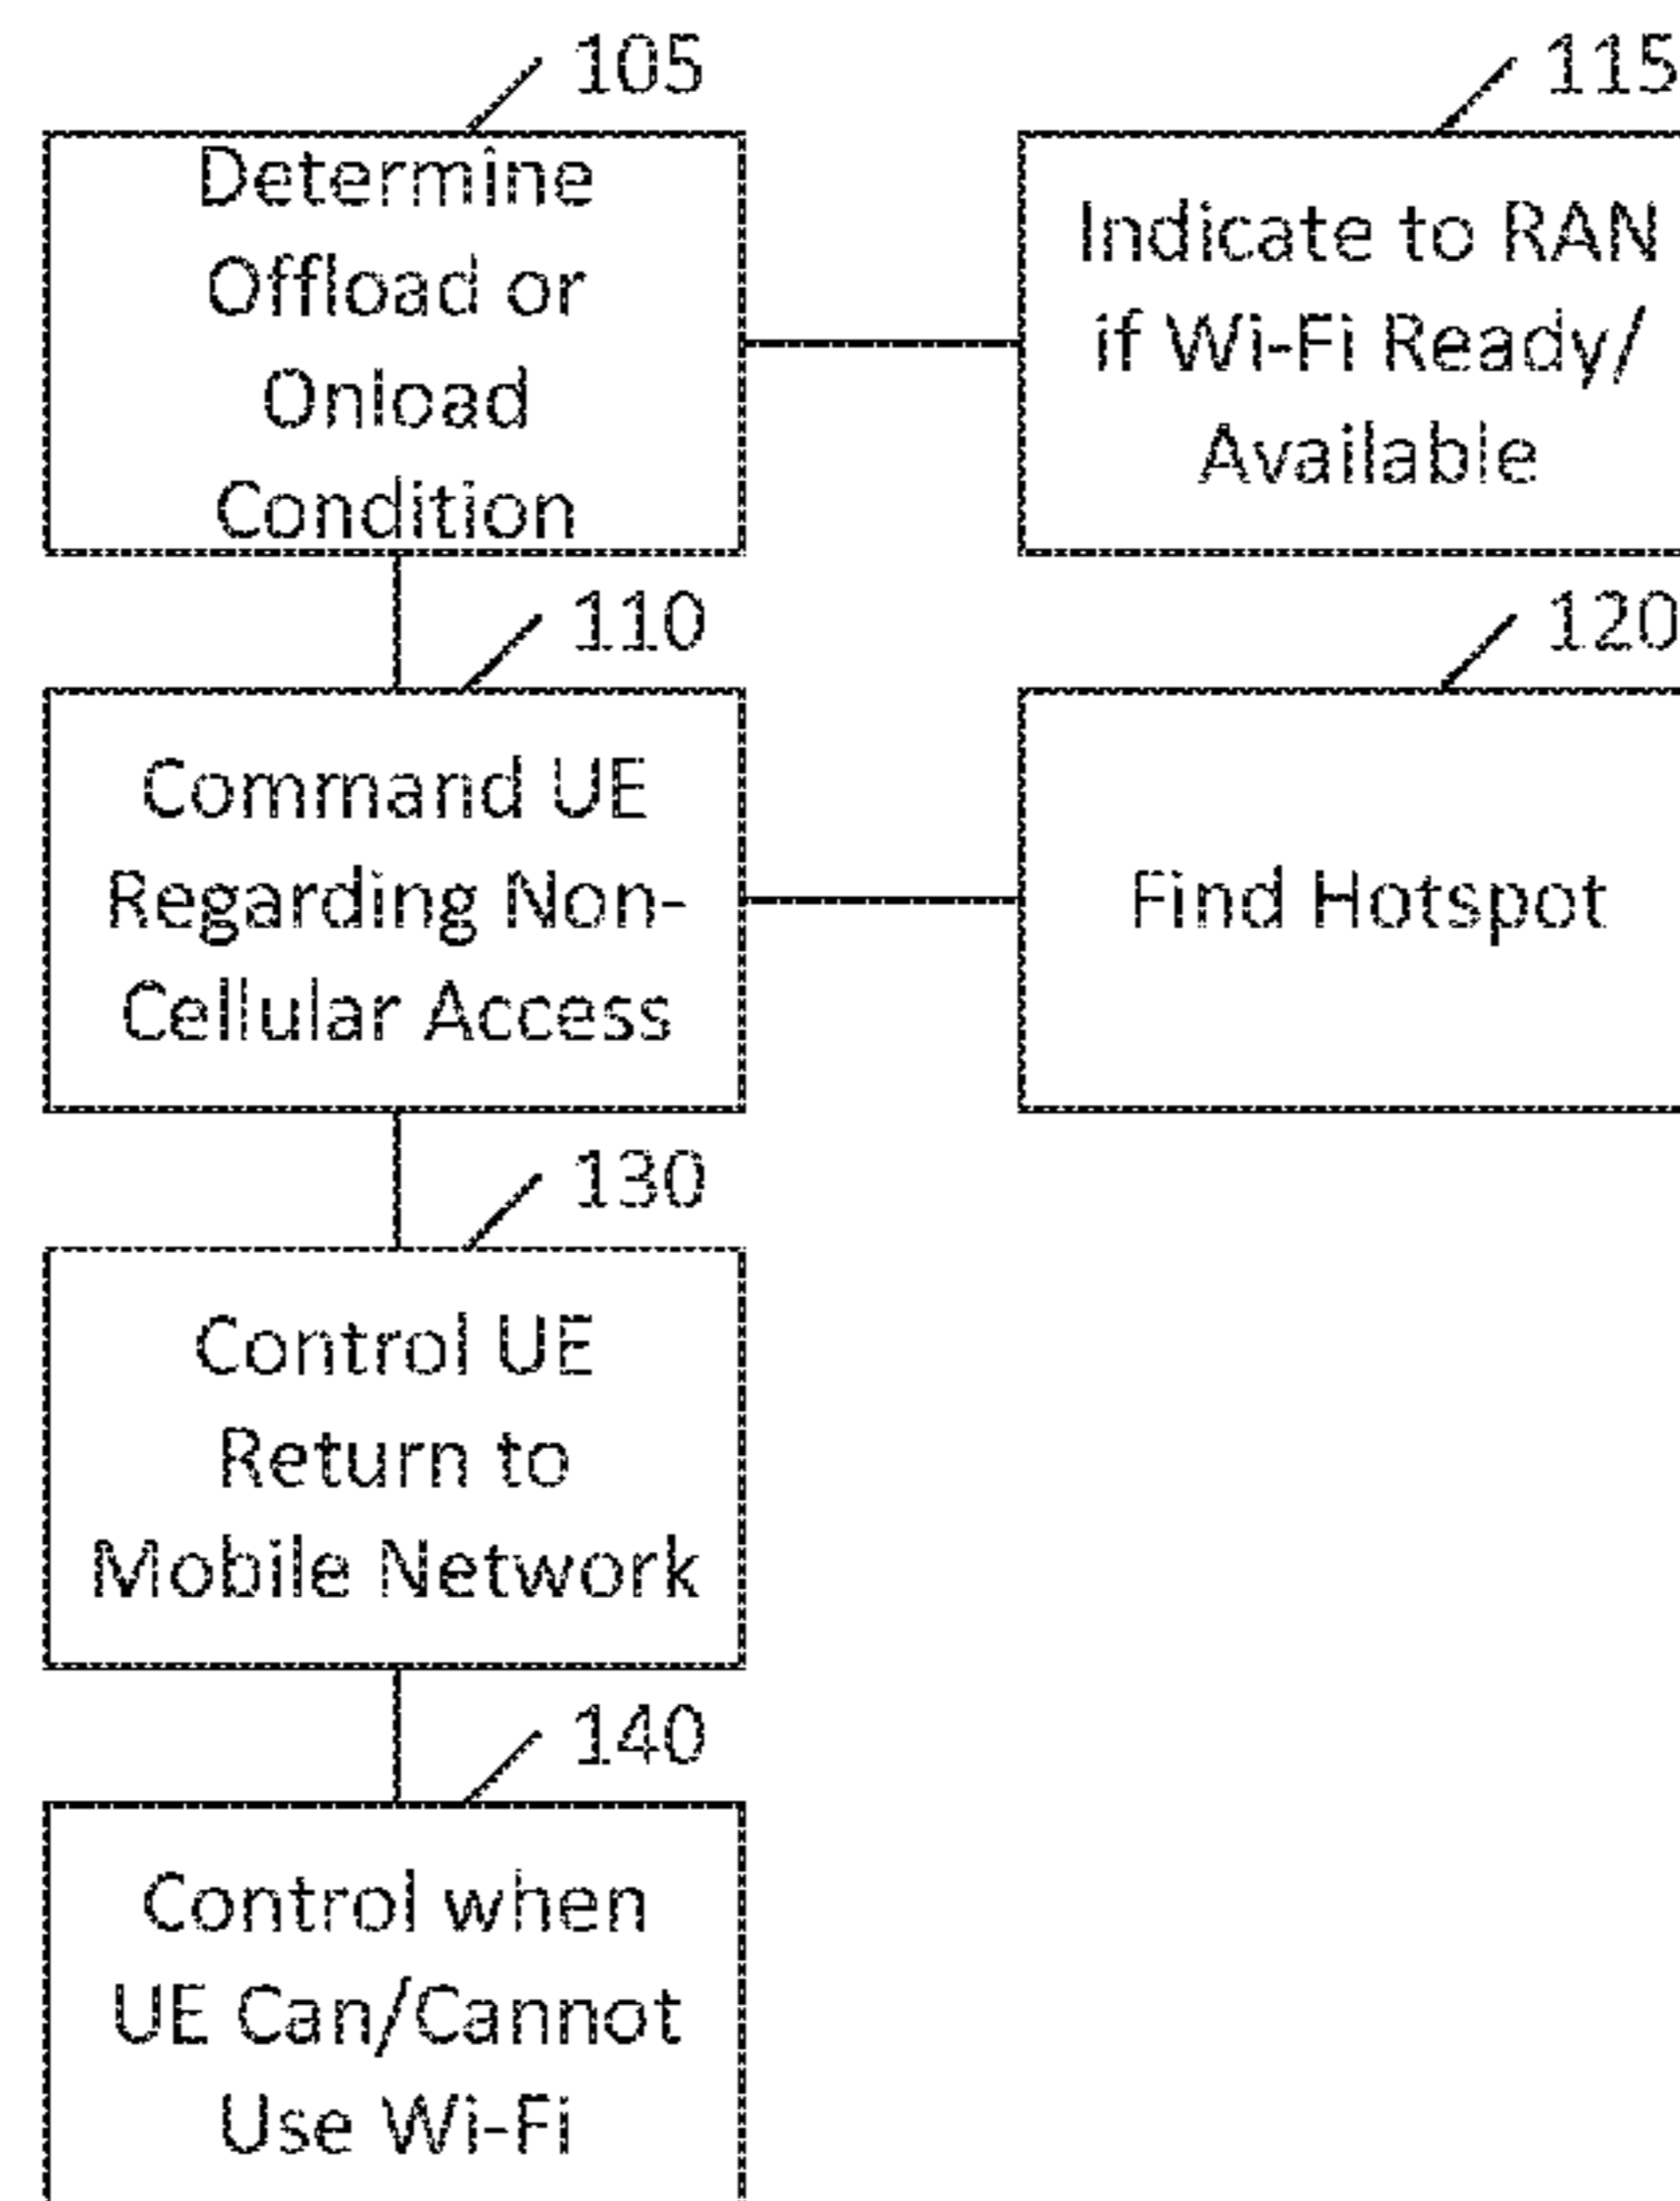 105
Determine
Offload or
Onload
Condition
115
Indicate to RAN
if Wi-Fi Ready/
Available
110
Command UE
Regarding Non-
Cellular Access
120
Find Hotspot
130
Control UE
Return to
Mobile Network
140
Control when
UE Can/Cannot
Use Wi-Fi